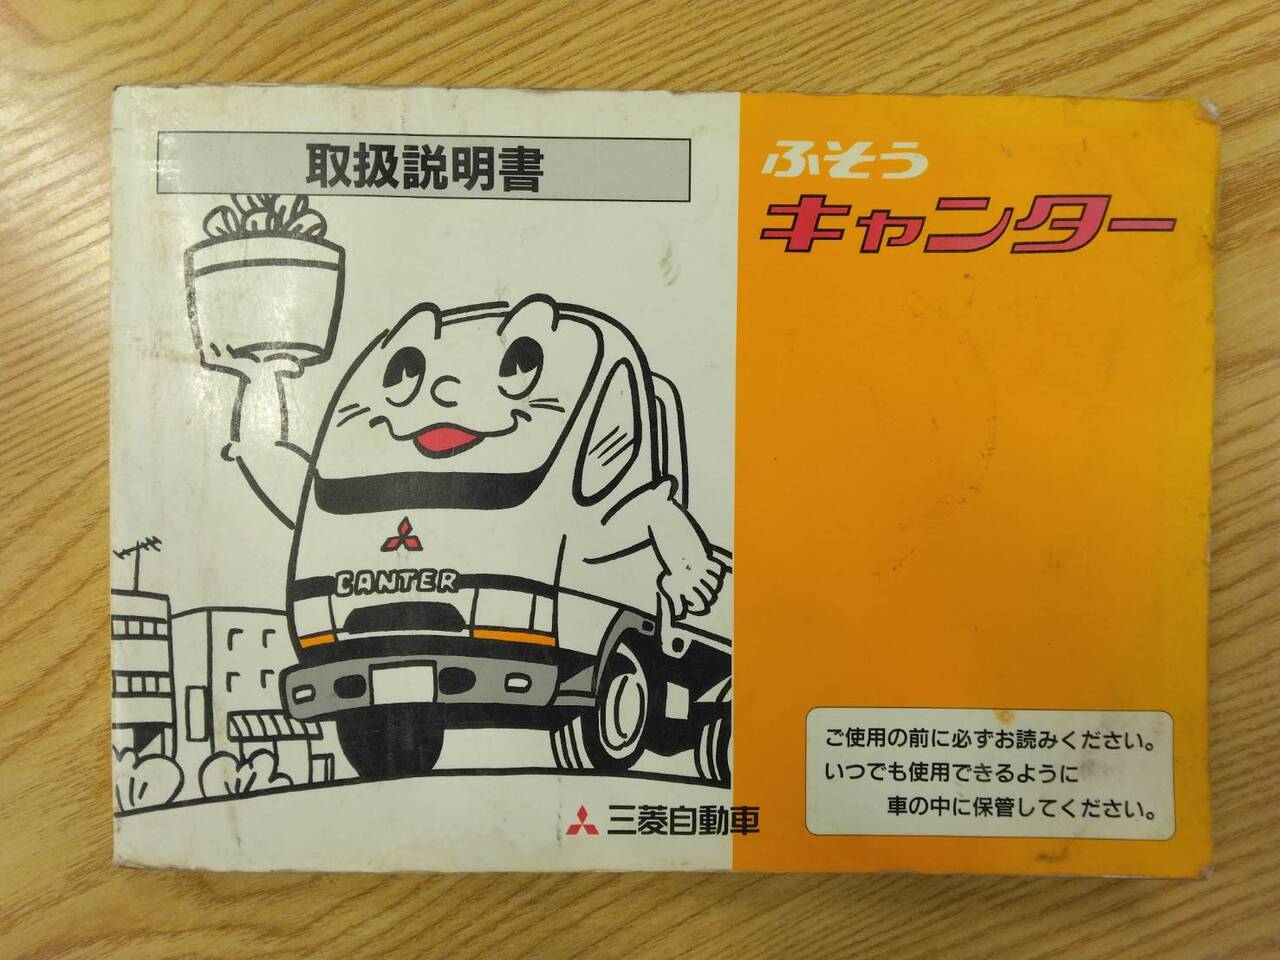 取扱説明書
ふそう
キャンター
CANTER
三菱自動車
ご使用の前に必ずお読みください。
いつでも使用できるように
車の中に保管してください。